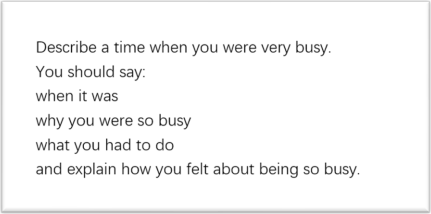 Describe a time when you were very busy.
You should say:
when it was
why you were so busy
what you had to do
and explain how you felt about being so busy.